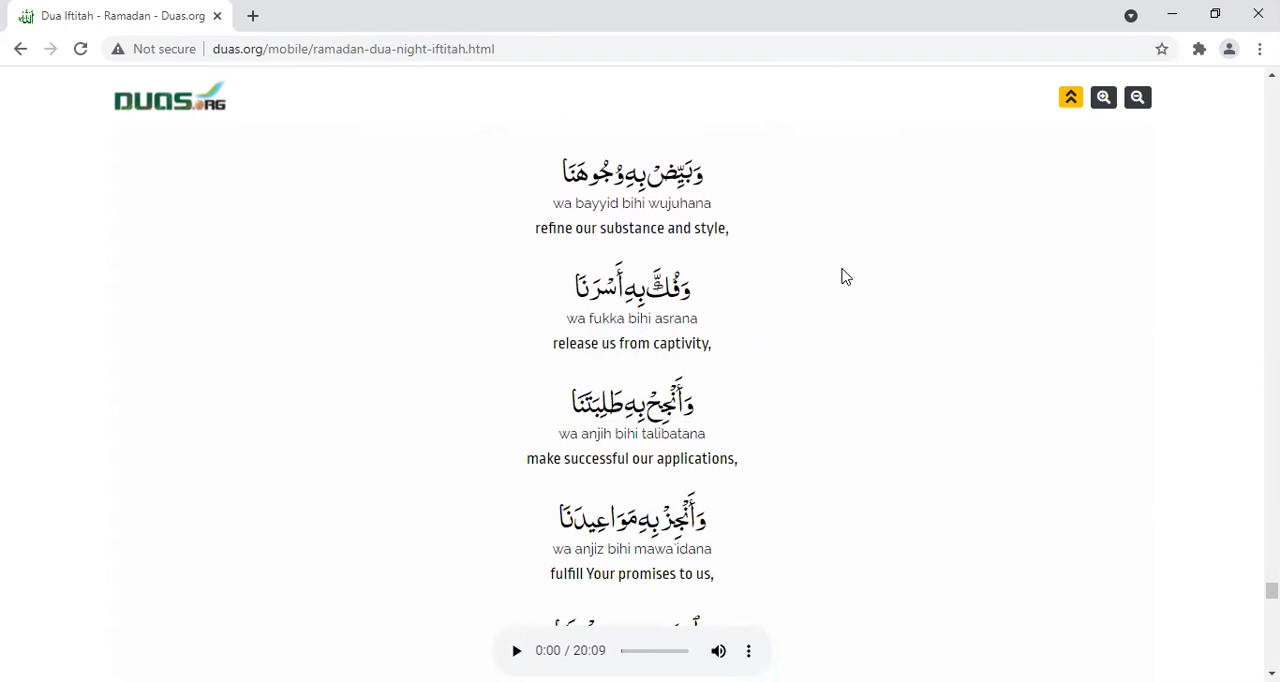 Dua Iftitah - Ramadan - Duas.org
Not secure
duas.org/mobile/ramadan-dua-night-iftitah.html
DUAS.ORG
وَبَيِّضْ بِهِ وُجُوهَنَا
wa bayyid bihi wujuhana
refine our substance and style,
وَفُكَّ بِهِ أَسْرَنَا
wa fukka bihi asrana
release us from captivity,
وَأَنْجِحْ بِهِ طَلِبَتَنَا
wa anjih bihi talibatana
make successful our applications,
وَأَنْجِزْ بِهِ مَوَاعِيدَنَا
wa anjiz bihi mawa`idana
fulfill Your promises to us,
0:00 / 20:09